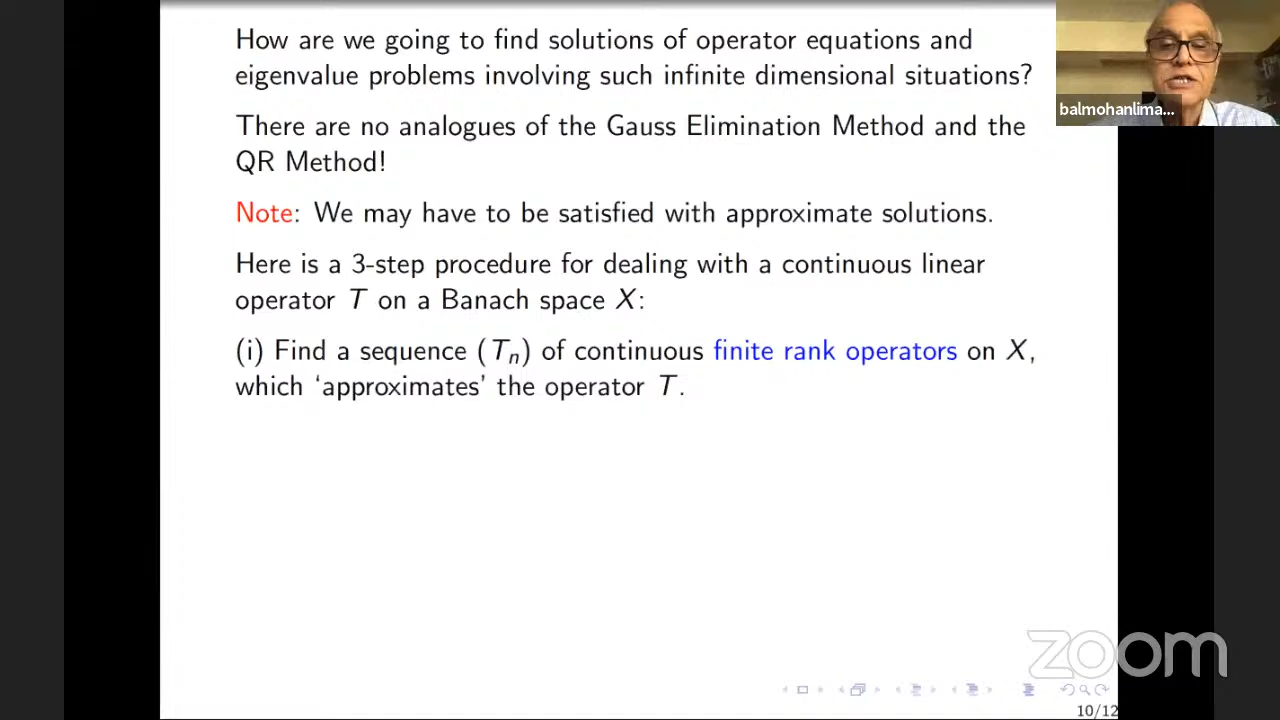 How are we going to find solutions of operator equations and
eigenvalue problems involving such infinite dimensional situations?
There are no analogues of the Gauss Elimination Method and the
QR Method!
Note: We may have to be satisfied with approximate solutions.
Here is a 3-step procedure for dealing with a continuous linear
operator T on a Banach space X:
(i) Find a sequence (Tₙ) of continuous finite rank operators on X,
which ‘approximates’ the operator T.
balmohanlima...
zoom
10/12